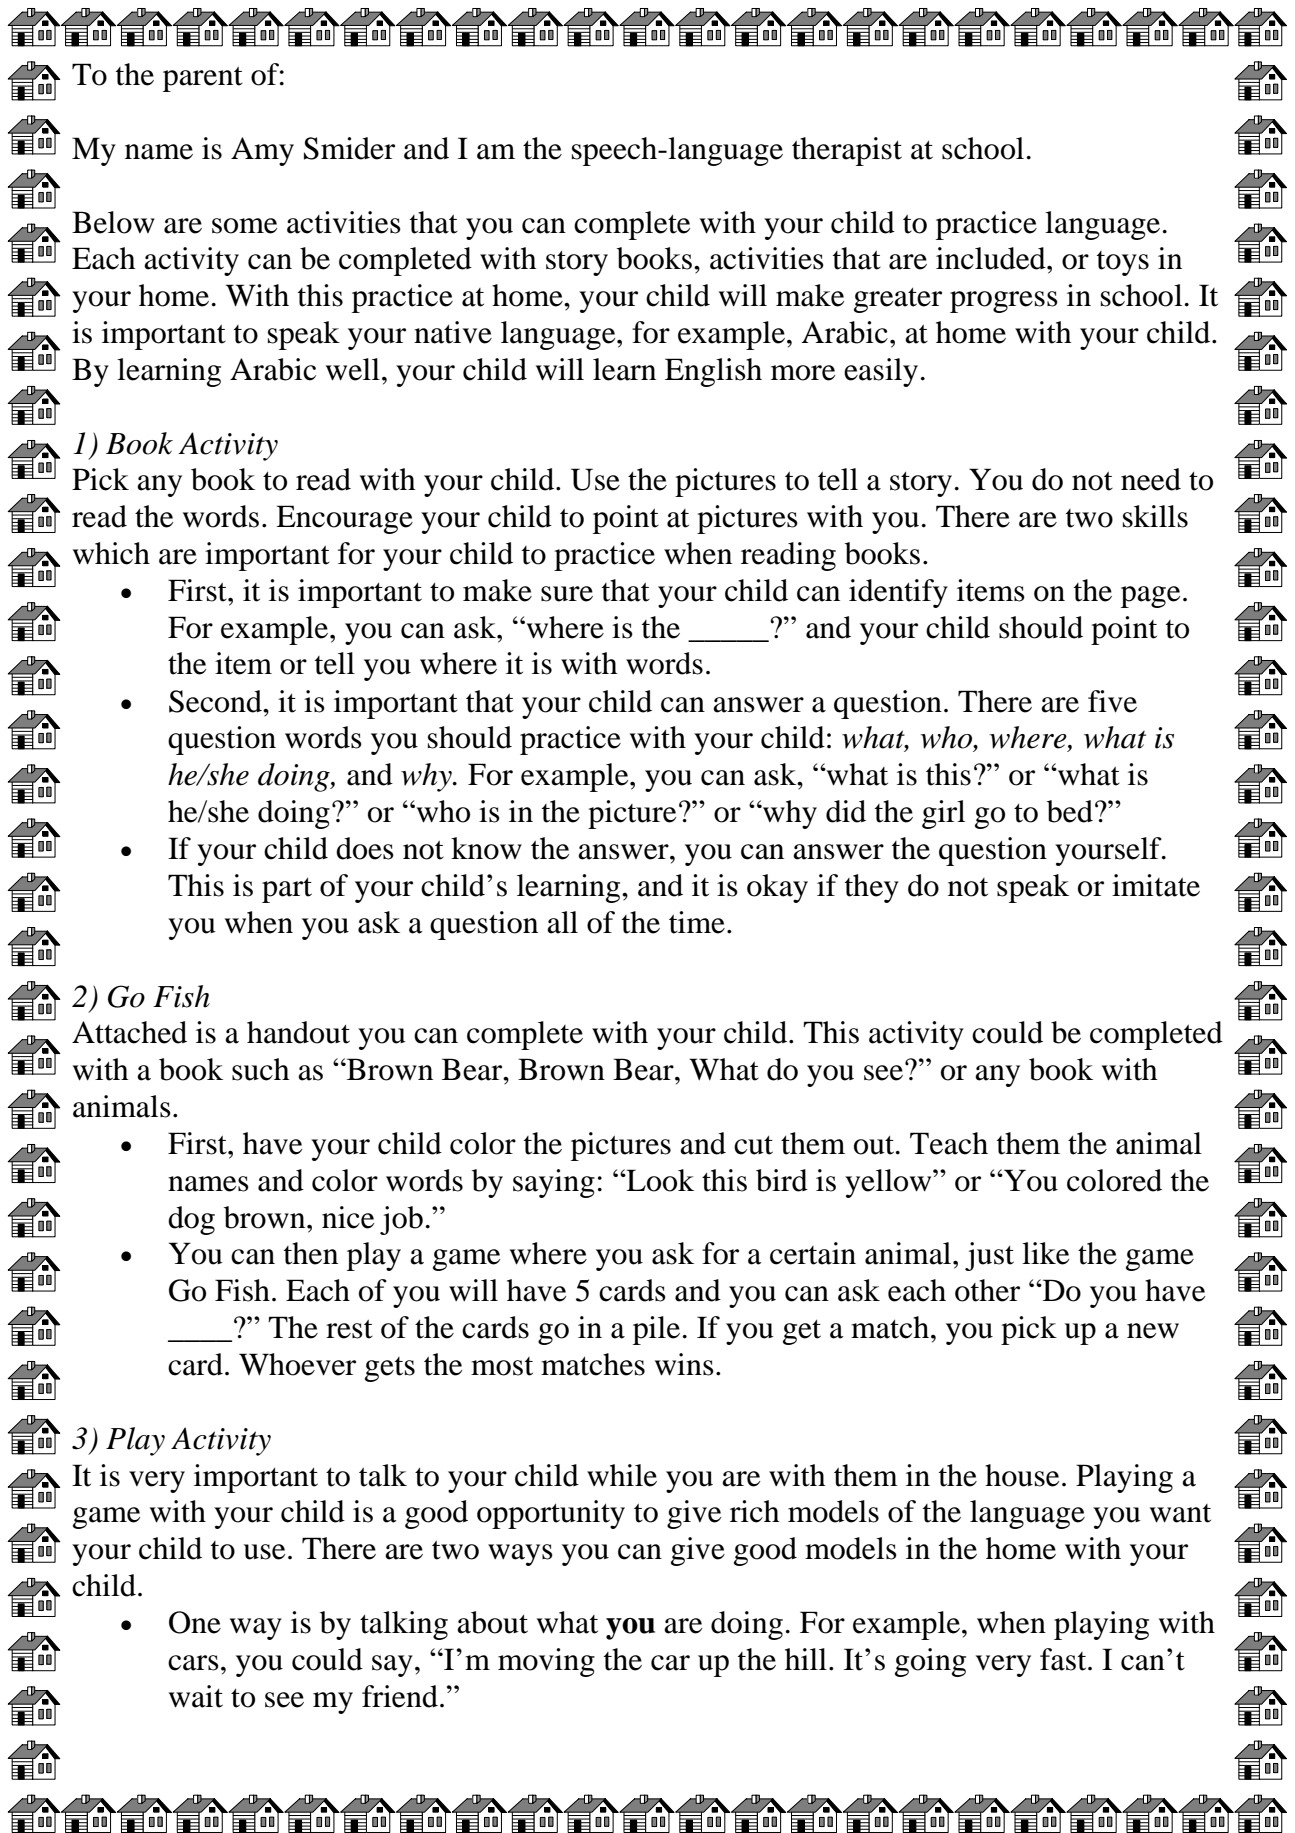 To the parent of:
My name is Amy Smider and I am the speech-language therapist at school.
Below are some activities that you can complete with your child to practice language.
Each activity can be completed with story books, activities that are included, or toys in
your home. With this practice at home, your child will make greater progress in school. It
is important to speak your native language, for example, Arabic, at home with your child.
By learning Arabic well, your child will learn English more easily.
1) Book Activity
Pick any book to read with your child. Use the pictures to tell a story. You do not need to
read the words. Encourage your child to point at pictures with you. There are two skills
which are important for your child to practice when reading books.
• First, it is important to make sure that your child can identify items on the page.
For example, you can ask, “where is the _____?” and your child should point to
the item or tell you where it is with words.
• Second, it is important that your child can answer a question. There are five
question words you should practice with your child: what, who, where, what is
he/she doing, and why. For example, you can ask, “what is this?” or “what is
he/she doing?” or “who is in the picture?” or “why did the girl go to bed?”
• If your child does not know the answer, you can answer the question yourself.
This is part of your child’s learning, and it is okay if they do not speak or imitate
you when you ask a question all of the time.
2) Go Fish
Attached is a handout you can complete with your child. This activity could be completed
with a book such as “Brown Bear, Brown Bear, What do you see?” or any book with
animals.
• First, have your child color the pictures and cut them out. Teach them the animal
names and color words by saying: “Look this bird is yellow” or “You colored the
dog brown, nice job.”
• You can then play a game where you ask for a certain animal, just like the game
Go Fish. Each of you will have 5 cards and you can ask each other “Do you have
____?” The rest of the cards go in a pile. If you get a match, you pick up a new
card. Whoever gets the most matches wins.
3) Play Activity
It is very important to talk to your child while you are with them in the house. Playing a
game with your child is a good opportunity to give rich models of the language you want
your child to use. There are two ways you can give good models in the home with your
child.
• One way is by talking about what you are doing. For example, when playing with
cars, you could say, “I’m moving the car up the hill. It’s going very fast. I can’t
wait to see my friend.”